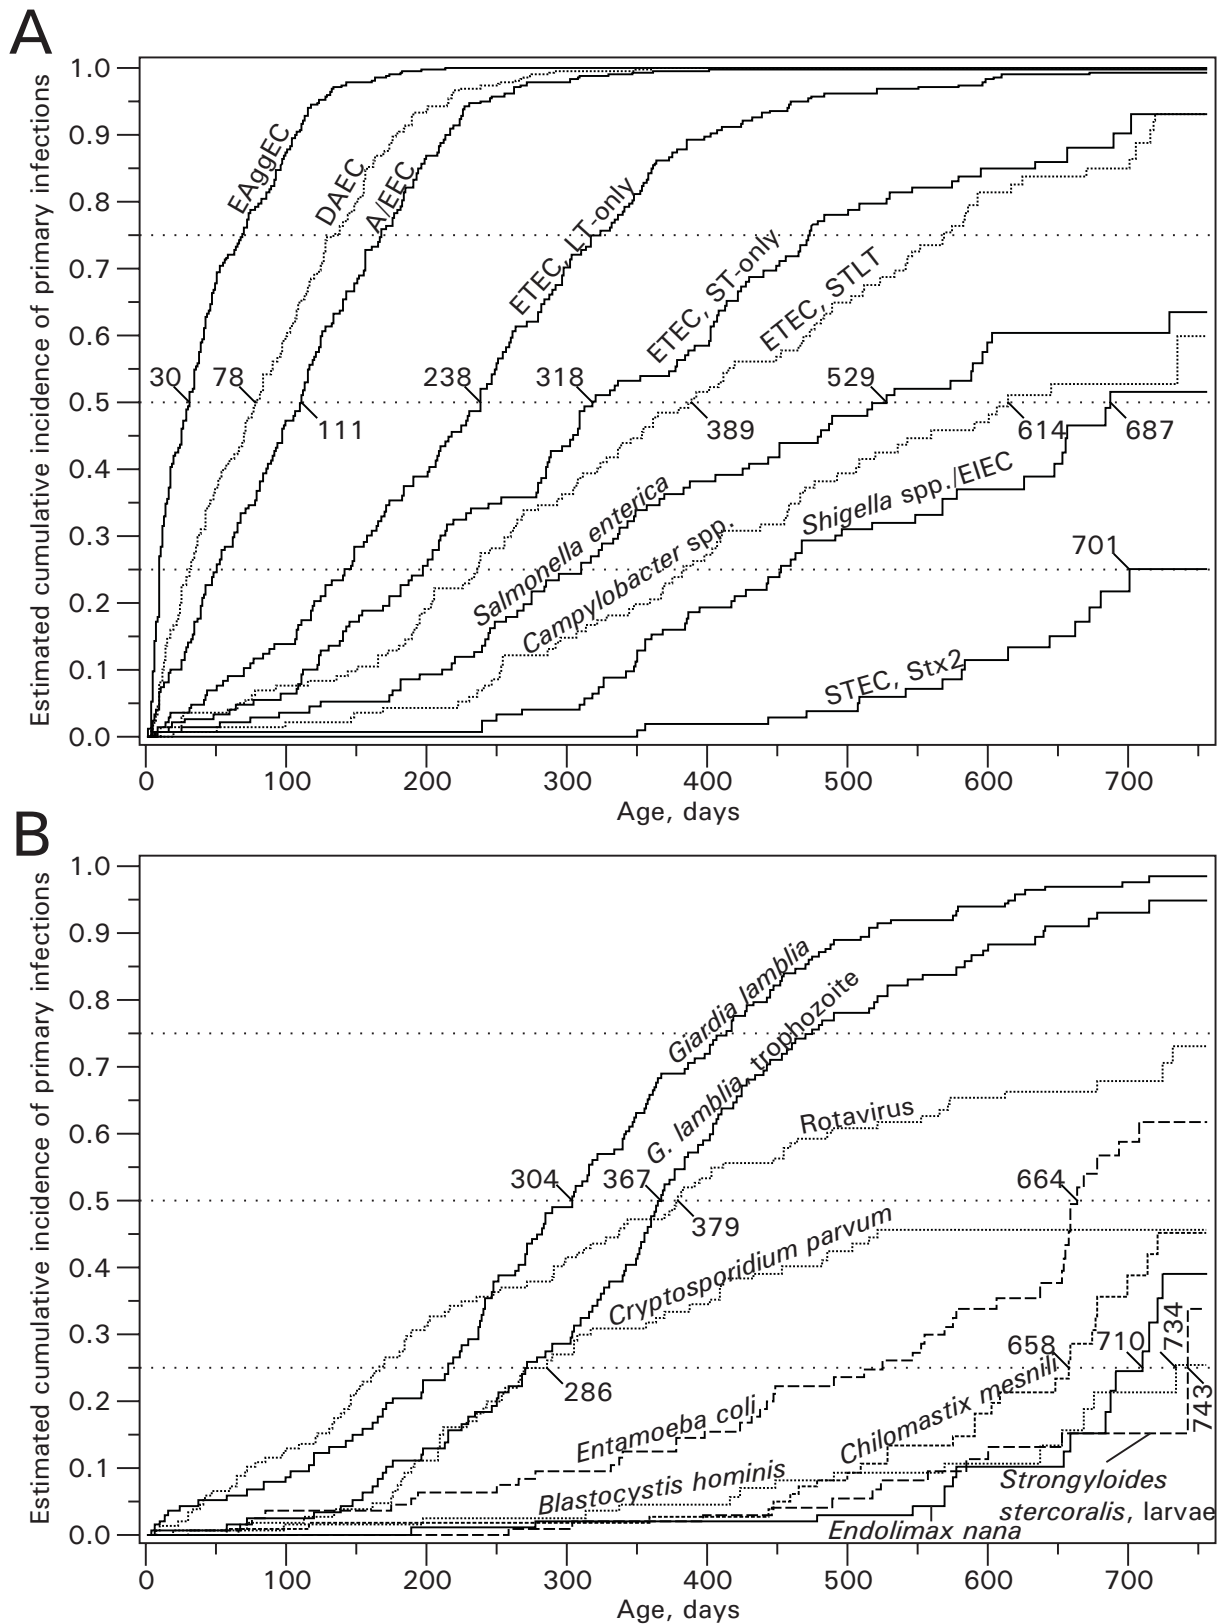 A
Estimated cumulative incidence of primary infections
1.0
0.9
0.8
0.7
0.6
0.5
0.4
0.3
0.2
0.1
0.0
EAggEC
DAEC
A/EEC
ETEC, LT-only
ETEC, ST-only
ETEC, STLT
Salmonella enterica
Campylobacter spp.
Shigella spp./EIEC
STEC, Stx2
30
78
111
238
318
389
529
614
687
701
0
100
200
300
400
500
600
700
Age, days
B
Estimated cumulative incidence of primary infections
1.0
0.9
0.8
0.7
0.6
0.5
0.4
0.3
0.2
0.1
0.0
Giardia lamblia
G. lamblia, trophozoite
Rotavirus
Cryptosporidium parvum
Entamoeba coli
Blastocystis hominis
Chilomastix mesnili
Endolimax nana
Strongyloides
stercoralis, larvae
304
367
379
286
664
658
710
734
743
0
100
200
300
400
500
600
700
Age, days